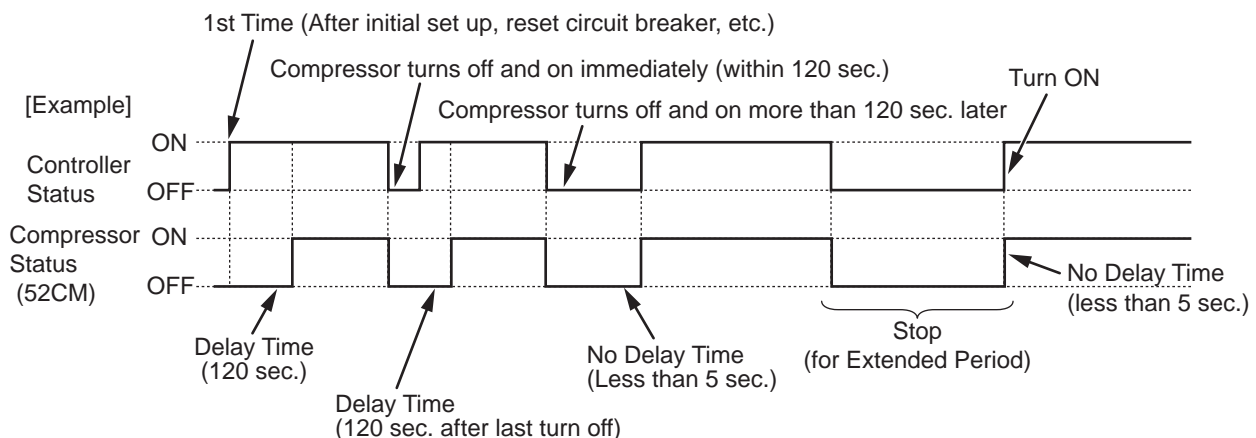 1st Time (After initial set up, reset circuit breaker, etc.)
Compressor turns off and on immediately (within 120 sec.)
Turn ON
[Example]
Compressor turns off and on more than 120 sec. later
ON
Controller
Status
OFF
Compressor
Status
(52CM)
ON
OFF
No Delay Time
(less than 5 sec.)
Delay Time
(120 sec.)
Delay Time
(120 sec. after last turn off)
No Delay Time
(Less than 5 sec.)
Stop
(for Extended Period)